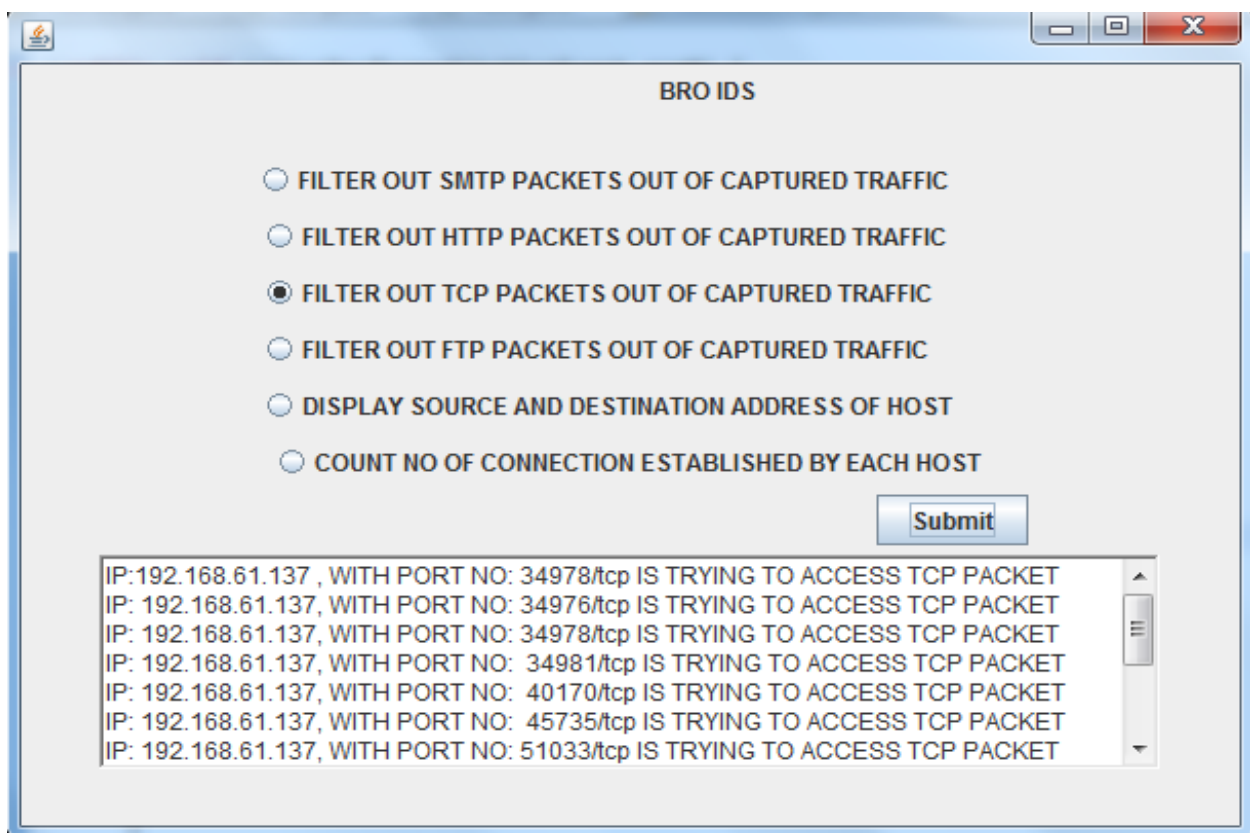 BRO IDS
FILTER OUT SMTP PACKETS OUT OF CAPTURED TRAFFIC
FILTER OUT HTTP PACKETS OUT OF CAPTURED TRAFFIC
FILTER OUT TCP PACKETS OUT OF CAPTURED TRAFFIC
FILTER OUT FTP PACKETS OUT OF CAPTURED TRAFFIC
DISPLAY SOURCE AND DESTINATION ADDRESS OF HOST
COUNT NO OF CONNECTION ESTABLISHED BY EACH HOST
Submit
IP:192.168.61.137 , WITH PORT NO: 34978/tcp IS TRYING TO ACCESS TCP PACKET
IP: 192.168.61.137, WITH PORT NO: 34976/tcp IS TRYING TO ACCESS TCP PACKET
IP: 192.168.61.137, WITH PORT NO: 34978/tcp IS TRYING TO ACCESS TCP PACKET
IP: 192.168.61.137, WITH PORT NO:  34981/tcp IS TRYING TO ACCESS TCP PACKET
IP: 192.168.61.137, WITH PORT NO:  40170/tcp IS TRYING TO ACCESS TCP PACKET
IP: 192.168.61.137, WITH PORT NO:  45735/tcp IS TRYING TO ACCESS TCP PACKET
IP: 192.168.61.137, WITH PORT NO: 51033/tcp IS TRYING TO ACCESS TCP PACKET